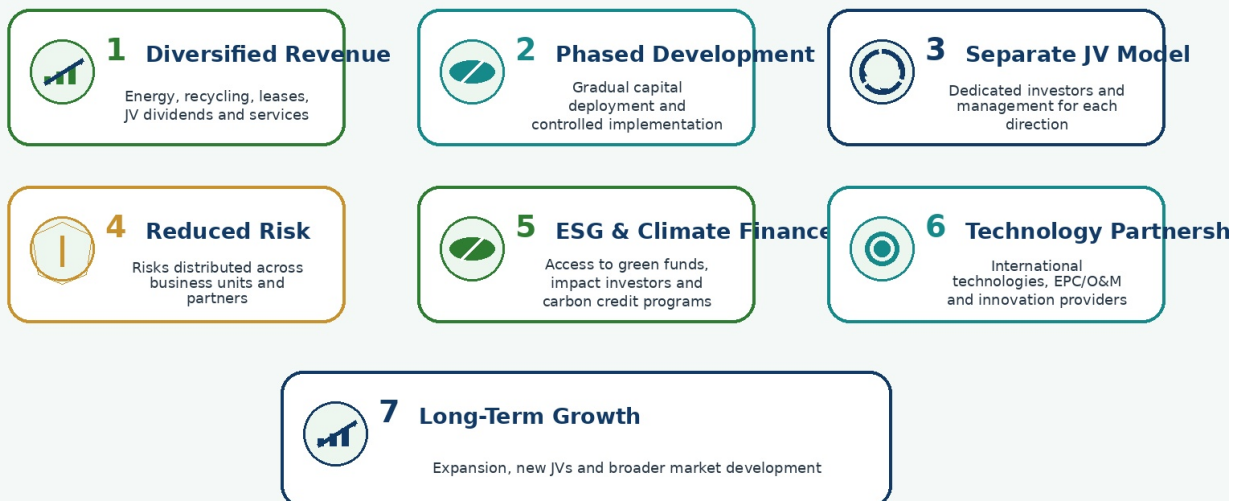 1 Diversified Revenue
Energy, recycling, leases,
JV dividends and services
2 Phased Development
Gradual capital
deployment and
controlled implementation
3 Separate JV Model
Dedicated investors and
management for each
direction
4 Reduced Risk
Risks distributed across
business units and
partners
5 ESG & Climate Finance
Access to green funds,
impact investors and
carbon credit programs
6 Technology Partnersh
International
technologies, EPC/O&M
and innovation providers
7 Long-Term Growth
Expansion, new JVs and broader market development